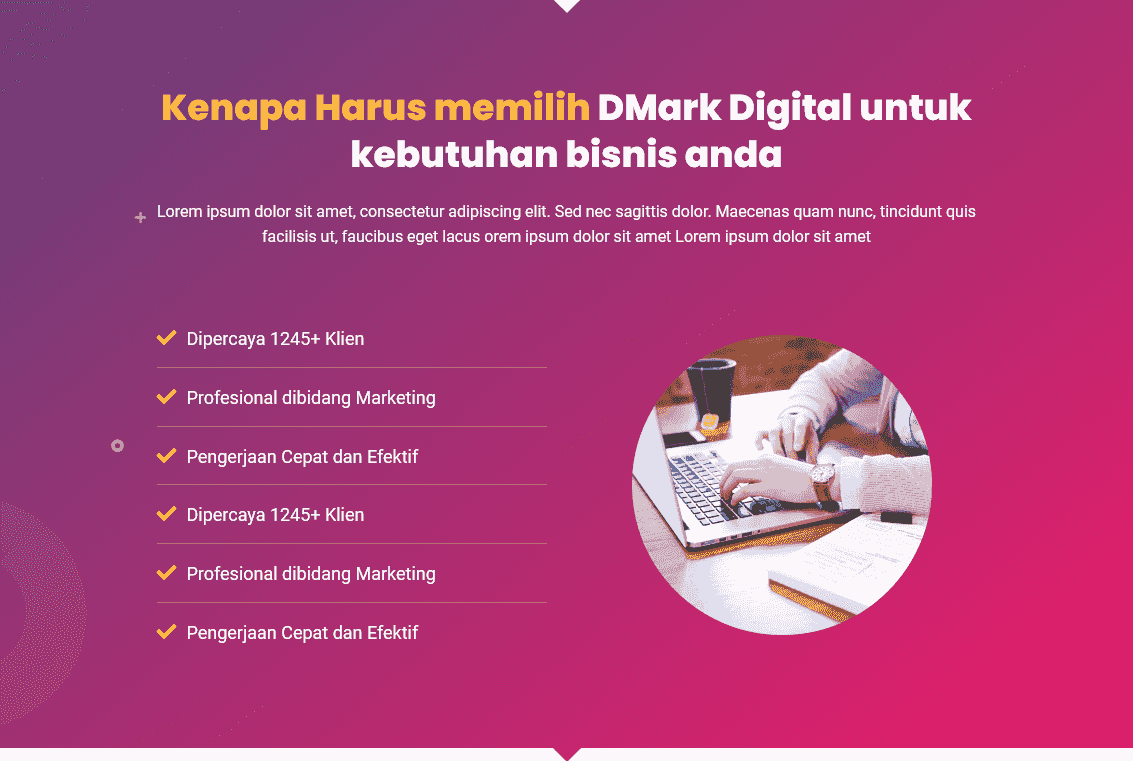 Kenapa Harus memilih DMark Digital untuk
kebutuhan bisnis anda
Lorem ipsum dolor sit amet, consectetur adipiscing elit. Sed nec sagittis dolor. Maecenas quam nunc, tincidunt quis
facilisis ut, faucibus eget lacus orem ipsum dolor sit amet Lorem ipsum dolor sit amet
Dipercaya 1245+ Klien
Profesional dibidang Marketing
Pengerjaan Cepat dan Efektif
Dipercaya 1245+ Klien
Profesional dibidang Marketing
Pengerjaan Cepat dan Efektif